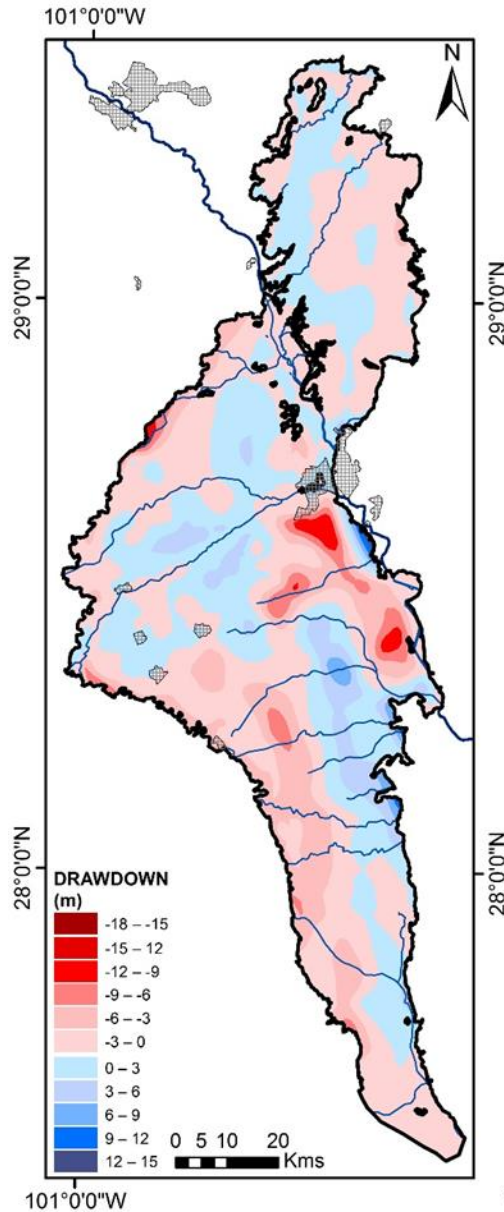 101°0'0"W
N
29°0'0"N
29°0'0"N
28°0'0"N
28°0'0"N
DRAWDOWN
(m)
-18 – -15
-15 – 12
-12 – -9
-9 – -6
-6 – -3
-3 – 0
0 – 3
3 – 6
6 – 9
9 – 12
12 – 15
0 5 10 20
Kms
101°0'0"W